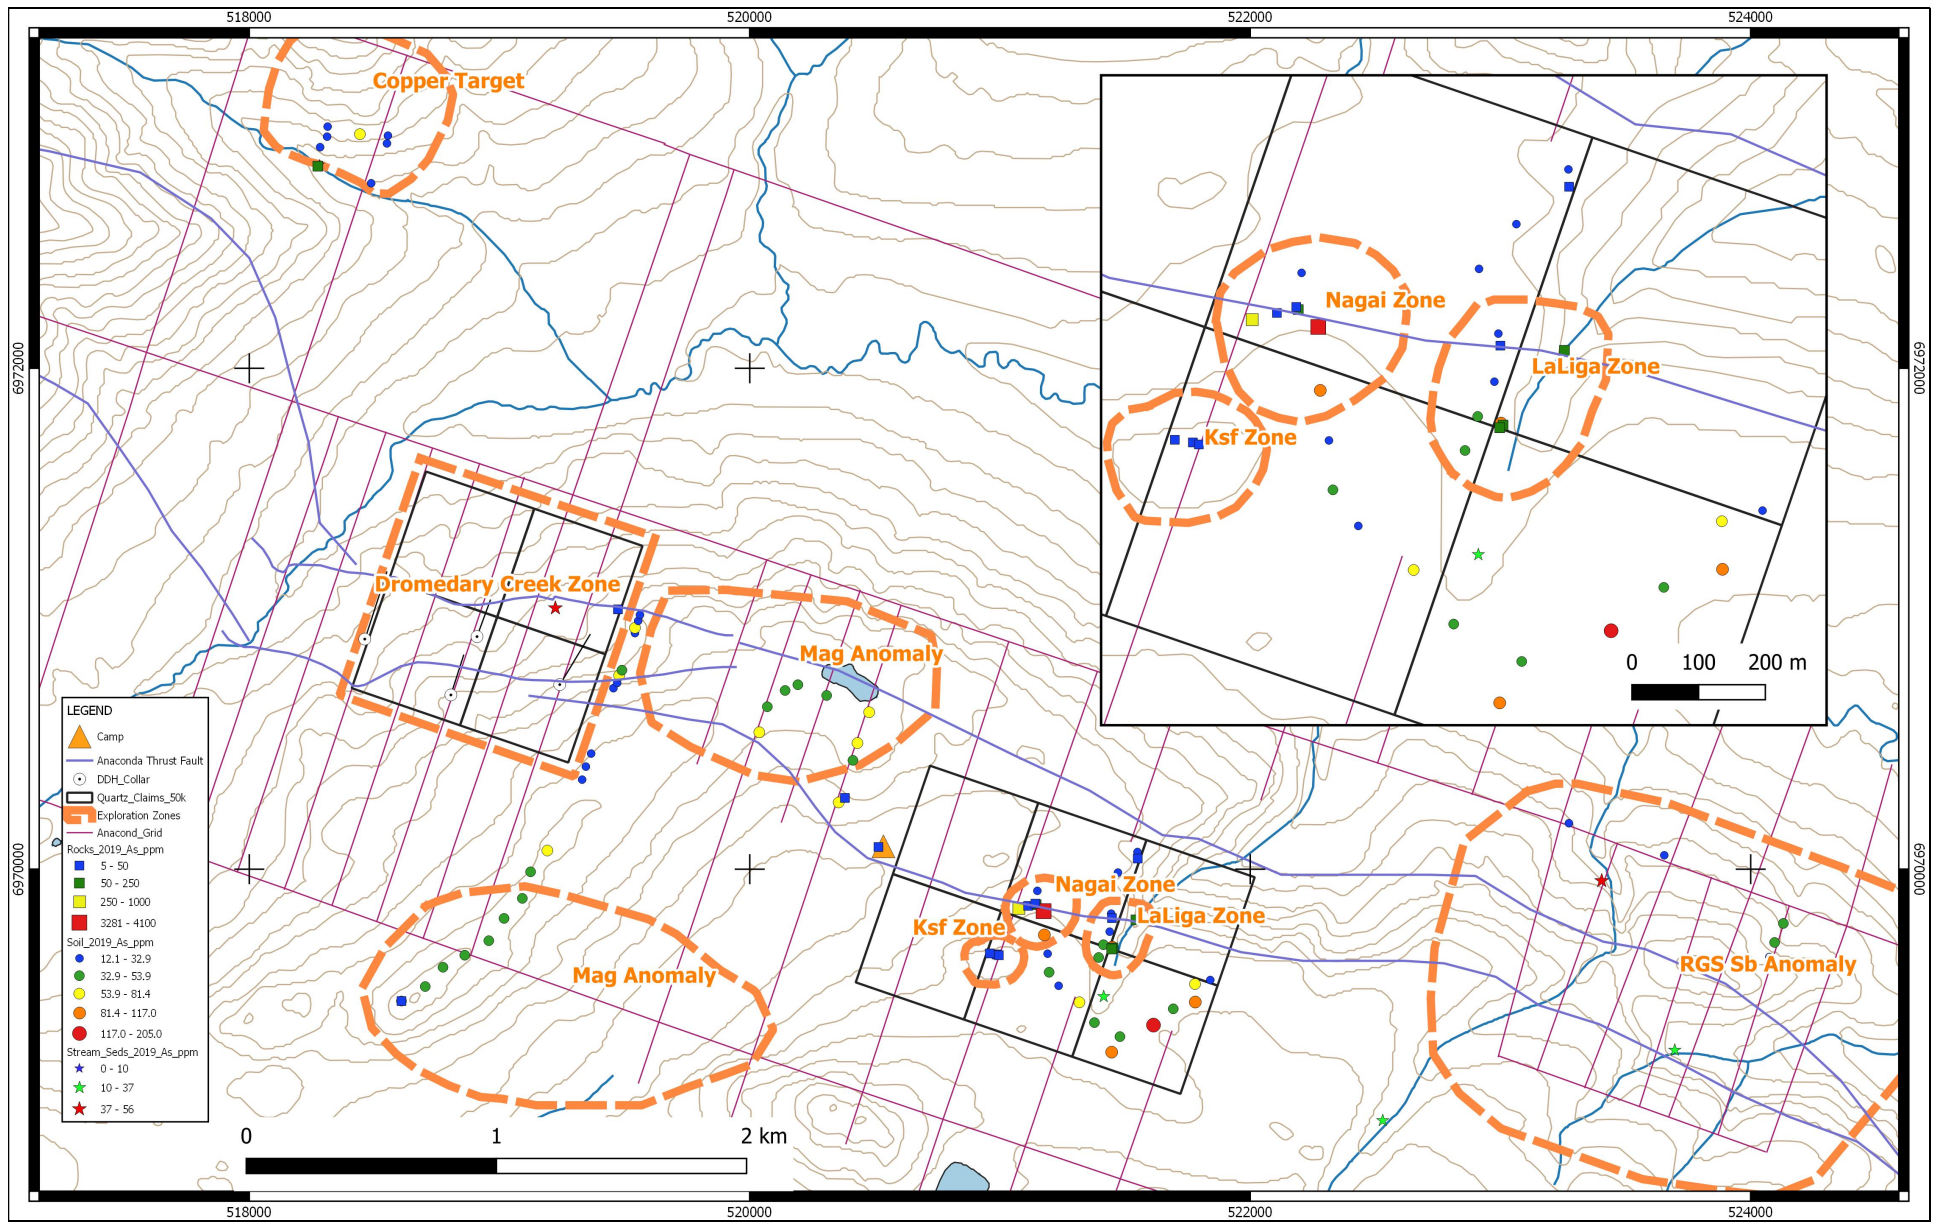 518000 520000 522000 524000
Copper Target
Nagai Zone
LaLiga Zone
Ksf Zone
0 100 200 m
6972000
6972000
Dromedary Creek Zone
Mag Anomaly
6970000
6970000
Nagai Zone
LaLiga Zone
Ksf Zone
RGS Sb Anomaly
Mag Anomaly
LEGEND
Camp
Anaconda Thrust Fault
DDH_Collar
Quartz_Claims_50k
Exploration Zones
Anacond_Grid
Rocks_2019_As_ppm
5 - 50
50 - 250
250 - 1000
3281 - 4100
Soil_2019_As_ppm
12.1 - 32.9
32.9 - 53.9
53.9 - 81.4
81.4 - 117.0
117.0 - 205.0
Stream_Seds_2019_As_ppm
0 - 10
10 - 37
37 - 56
0 1 2 km
518000 520000 522000 524000